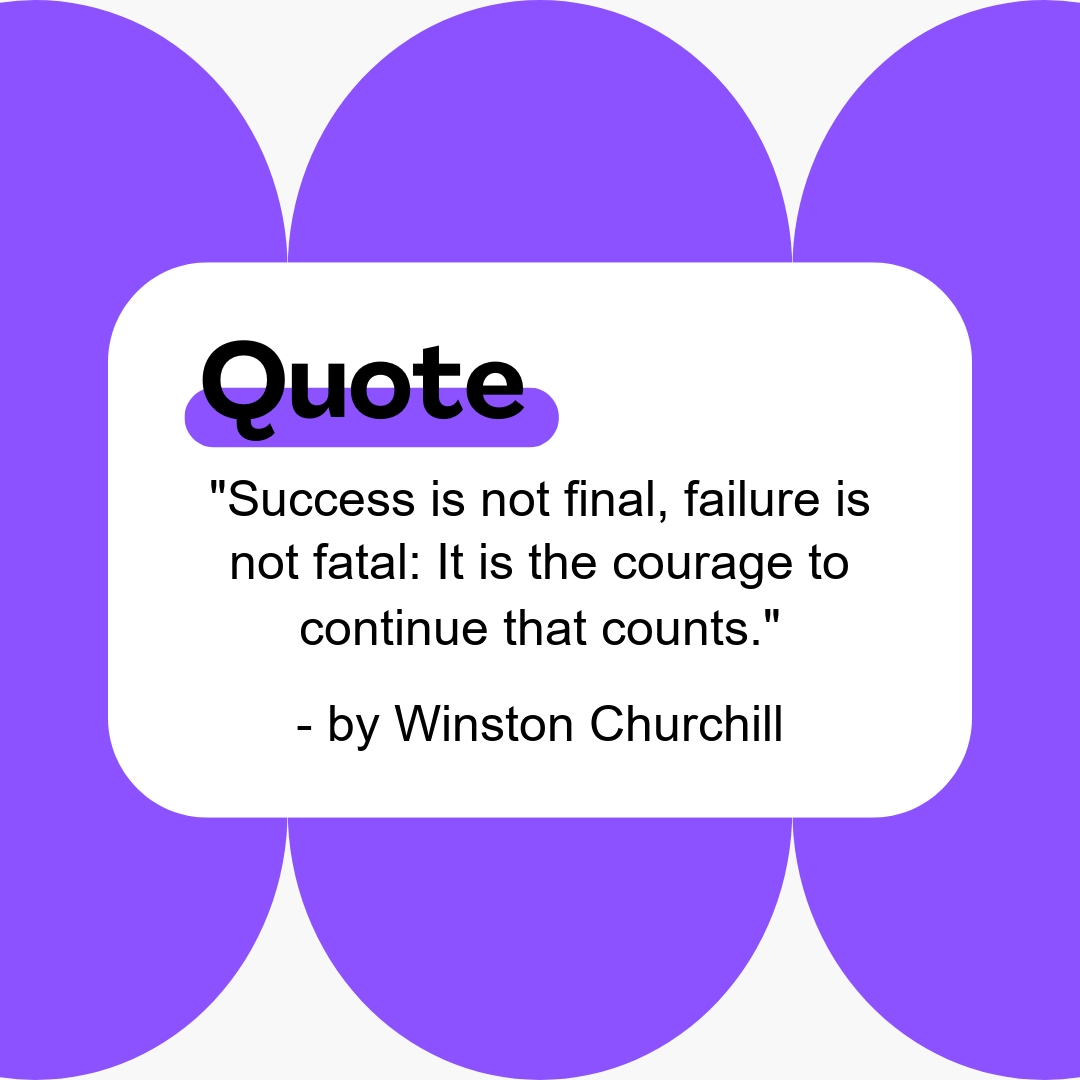 Quote
"Success is not final, failure is
not fatal: It is the courage to
continue that counts."
- by Winston Churchill